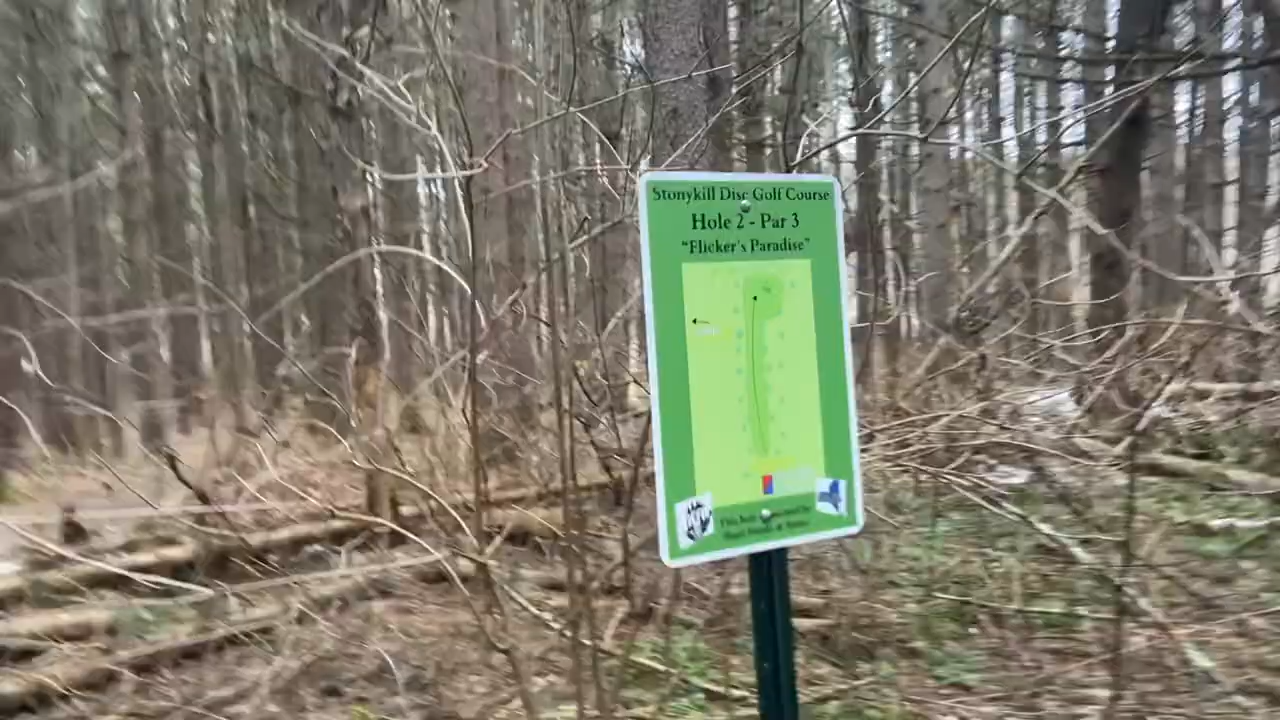 Stonykill Disc Golf Course
Hole 2 - Par 3
"Flicker's Paradise"